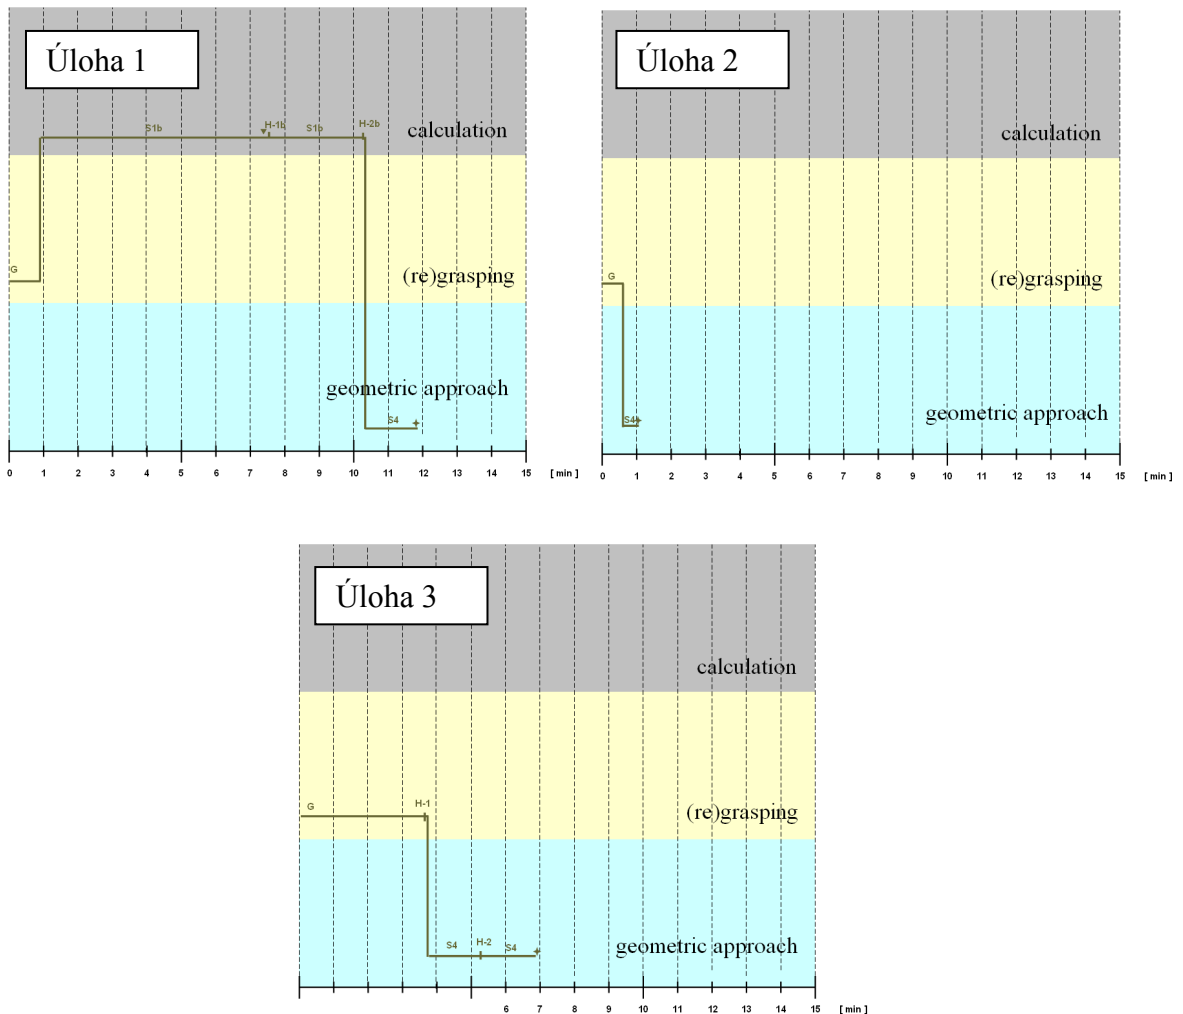 Úloha 1
S1b H-1b S1b H-2b
calculation
G
(re)grasping
geometric approach
S4
0 1 2 3 4 5 6 7 8 9 10 11 12 13 14 15 [ min ]
Úloha 2
calculation
G
(re)grasping
geometric approach
S4
0 1 2 3 4 5 6 7 8 9 10 11 12 13 14 15 [ min ]
Úloha 3
calculation
G H-1
(re)grasping
S4 H-2 S4
geometric approach
6 7 8 9 10 11 12 13 14 15 [ min ]